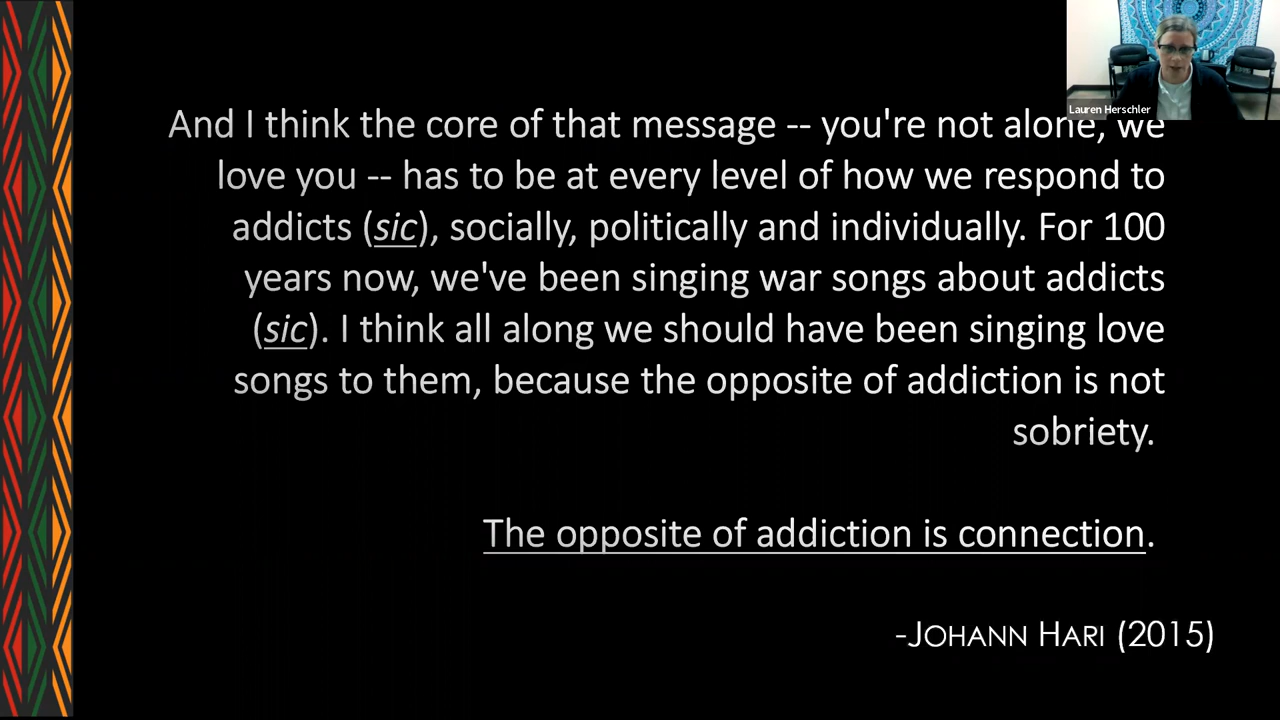 Lauren Herschler
And I think the core of that message -- you're not alone, we
love you -- has to be at every level of how we respond to
addicts (sic), socially, politically and individually. For 100
years now, we've been singing war songs about addicts
(sic). I think all along we should have been singing love
songs to them, because the opposite of addiction is not
sobriety.
The opposite of addiction is connection.
-JOHANN HARI (2015)